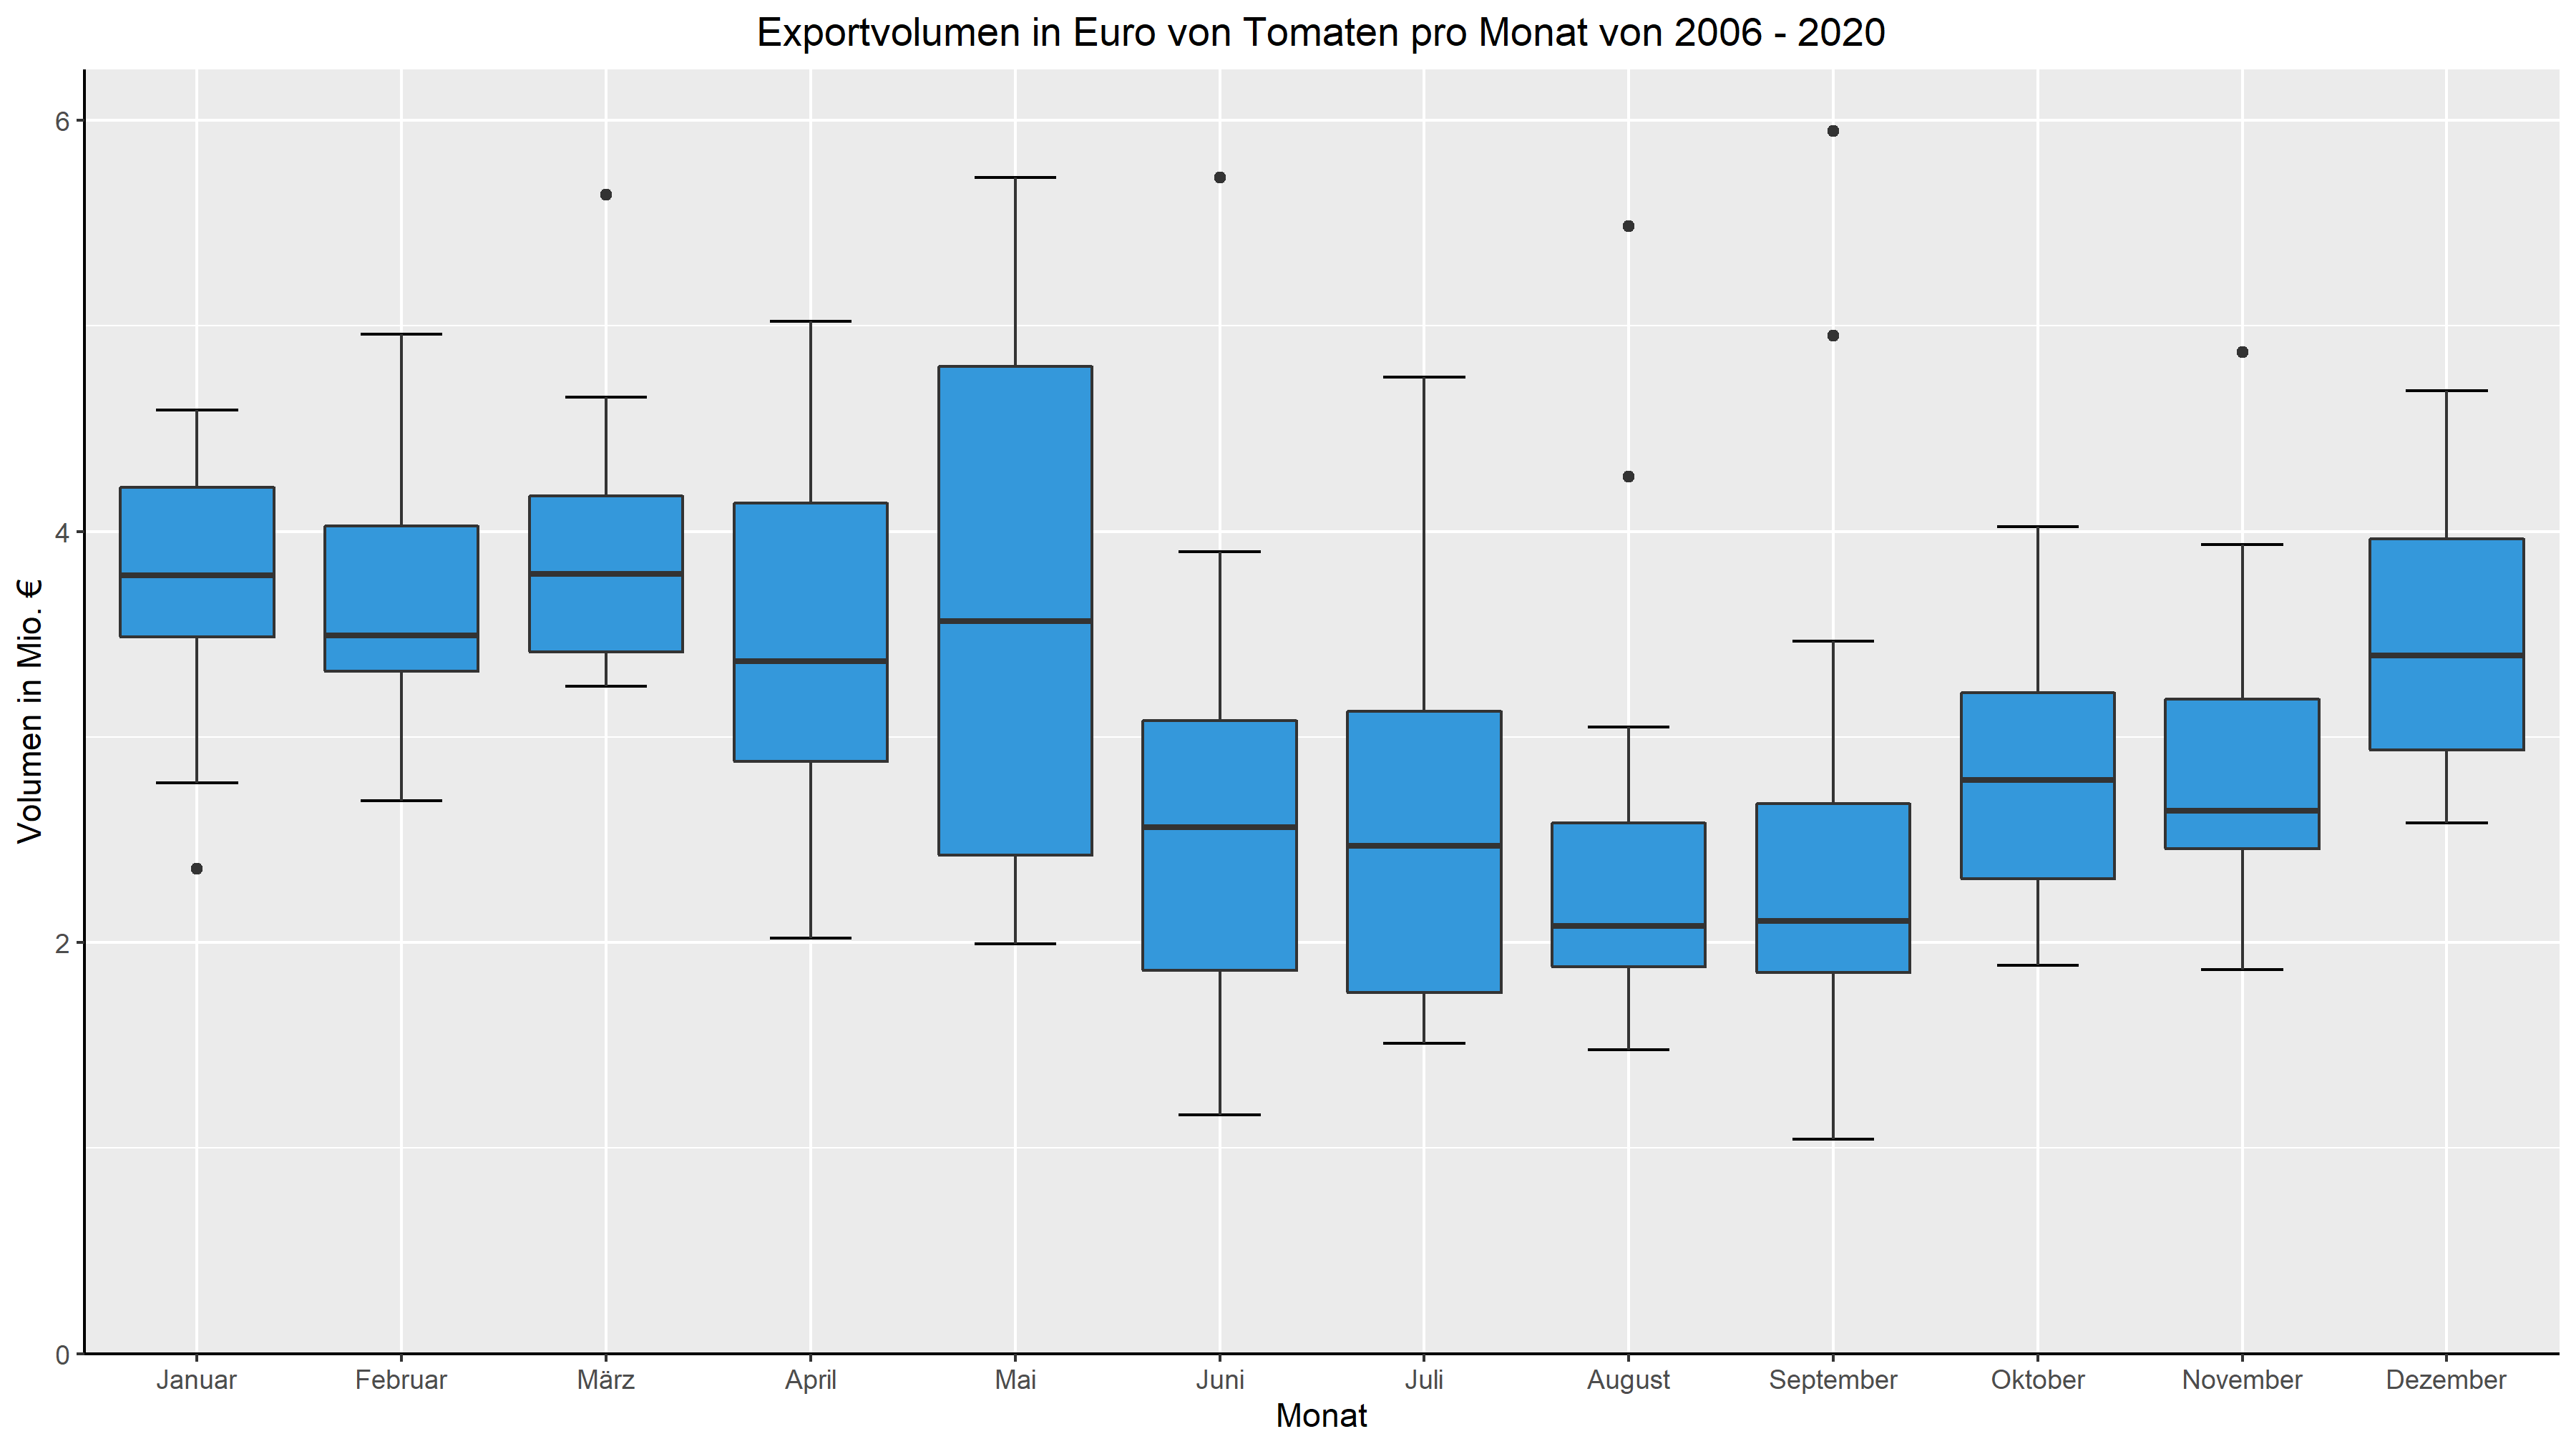 Exportvolumen in Euro von Tomaten pro Monat von 2006 - 2020
Volumen in Mio. €
6
4
2
0
Januar Februar März April Mai Juni Juli August September Oktober November Dezember
Monat